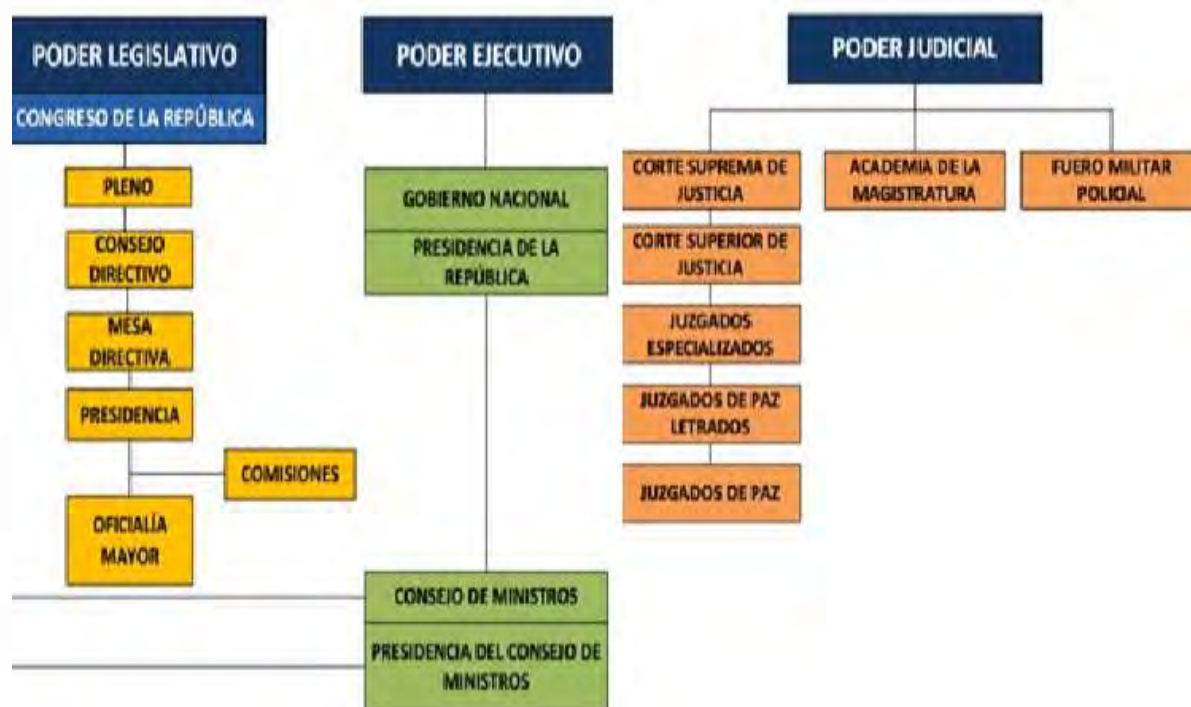 PODER LEGISLATIVO
CONGRESO DE LA REPÚBLICA
PLENO
CONSEJO
DIRECTIVO
MESA
DIRECTIVA
PRESIDENCIA
COMISIONES
OFICIALÍA
MAYOR
PODER EJECUTIVO
GOBIERNO NACIONAL
PRESIDENCIA DE LA
REPÚBLICA
CONSEJO DE MINISTROS
PRESIDENCIA DEL CONSEJO DE
MINISTROS
PODER JUDICIAL
CORTE SUPREMA DE
JUSTICIA
CORTE SUPERIOR DE
JUSTICIA
JUZGADOS
ESPECIALIZADOS
JUZGADOS DE PAZ
LETRADOS
JUZGADOS DE PAZ
ACADEMIA DE LA
MAGISTRATURA
FUERO MILITAR
POLICIAL